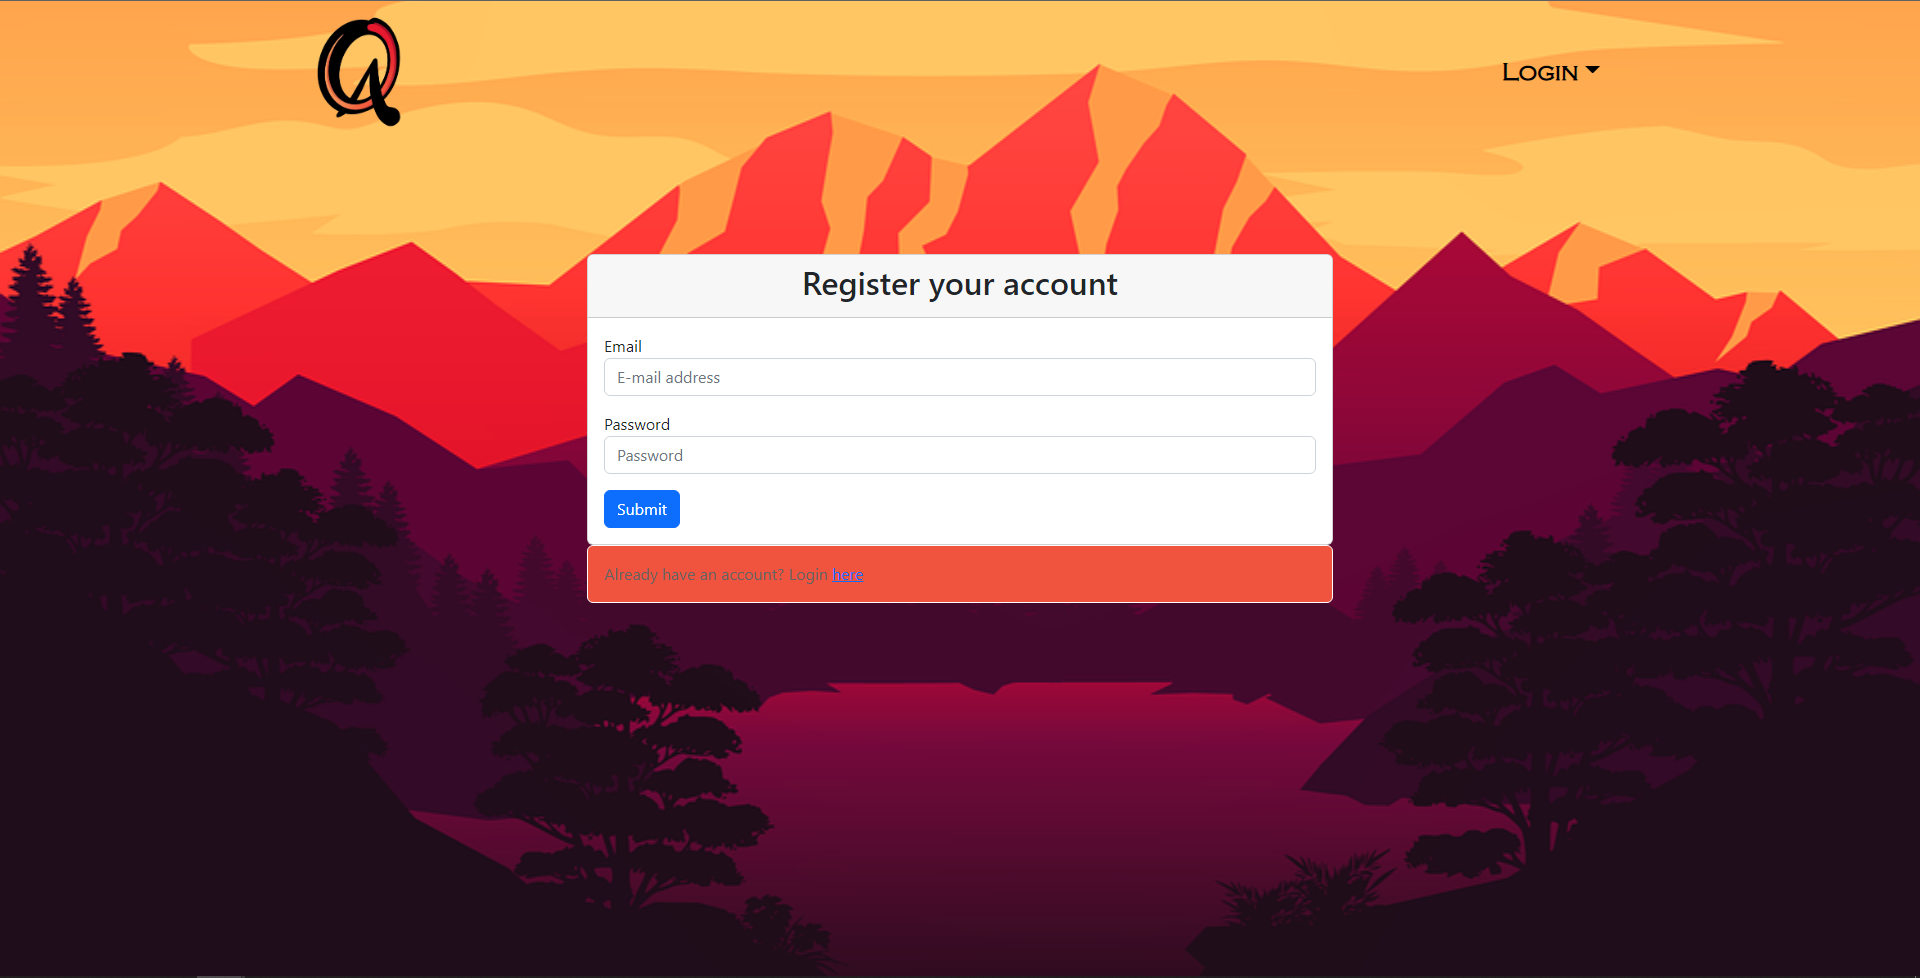 Login
Register your account
Email
E-mail address
Password
Password
Submit
Already have an account? Login here